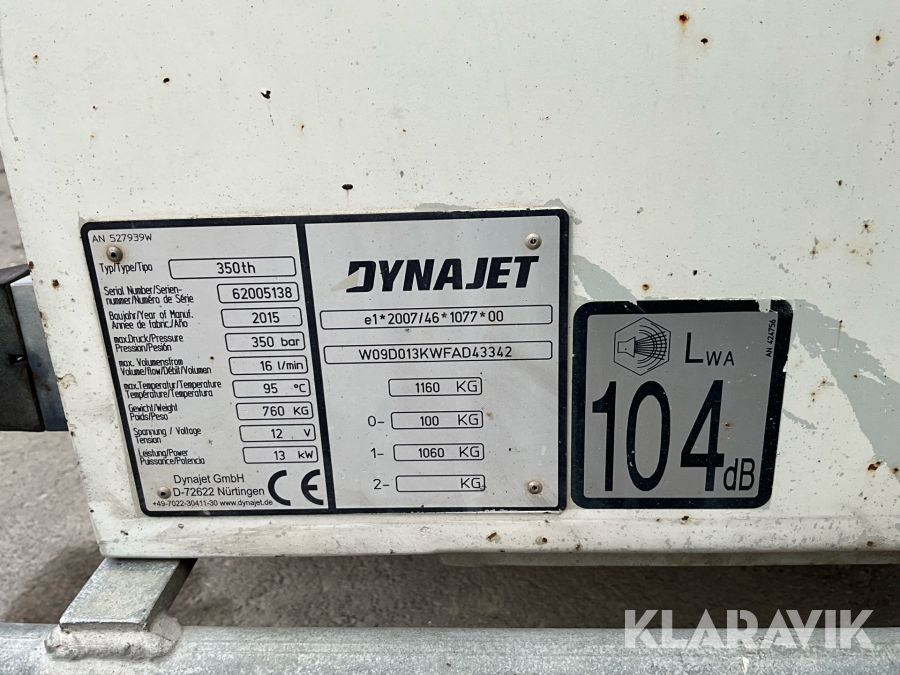 AN 527939W
Typ/Type/Tipo 350th
Serial Number/Serien-
nummer/Numéro de Série 62005138
Baujahr/Year of Manuf.
Annee de fabric./Año 2015
max.Druck/Pressure
Pression/Pesión 350 bar
max. Volumenstrom
Volume/flow/Débit/Volumen 16 l/min
max.Temperatur/Temperature
Température/Temperatura 95 °C
Gewicht/Weight
Poids/Peso 760 KG
Spannung / Voltage
Tension 12 V
Leistung/Power
Puissance/Potencia 13 kW
Dynajet GmbH
D-72622 Nürtingen
+49-7022-30411-30 www.dynajet.de
CE
DYNAJET
e1*2007/46*1077*00
W09D013KWFAD43342
1160 KG
0- 100 KG
1- 1060 KG
2- KG
LWA
104dB
AN 424756
KLARAVIK